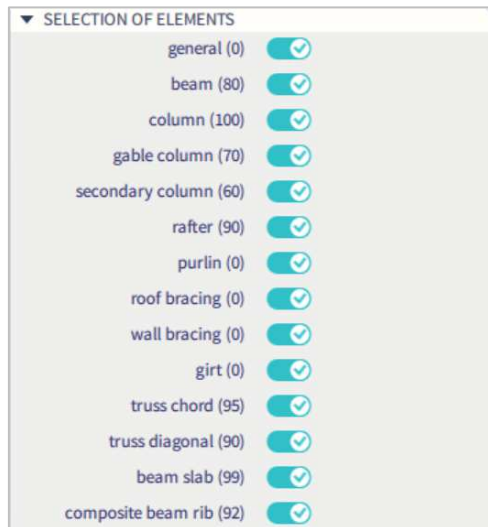 SELECTION OF ELEMENTS
general (0)
beam (80)
column (100)
gable column (70)
secondary column (60)
rafter (90)
purlin (0)
roof bracing (0)
wall bracing (0)
girt (0)
truss chord (95)
truss diagonal (90)
beam slab (99)
composite beam rib (92)